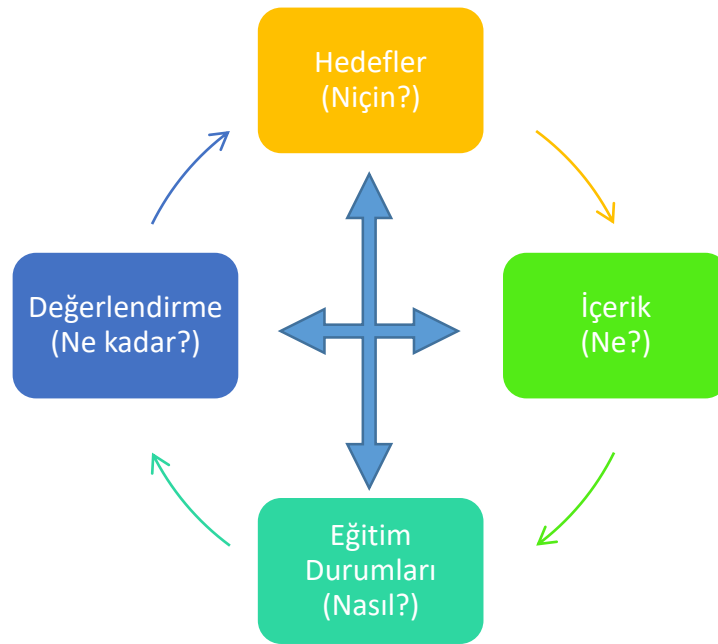 Hedefler
(Niçin?)
Değerlendirme
(Ne kadar?)
İçerik
(Ne?)
Eğitim
Durumları
(Nasıl?)